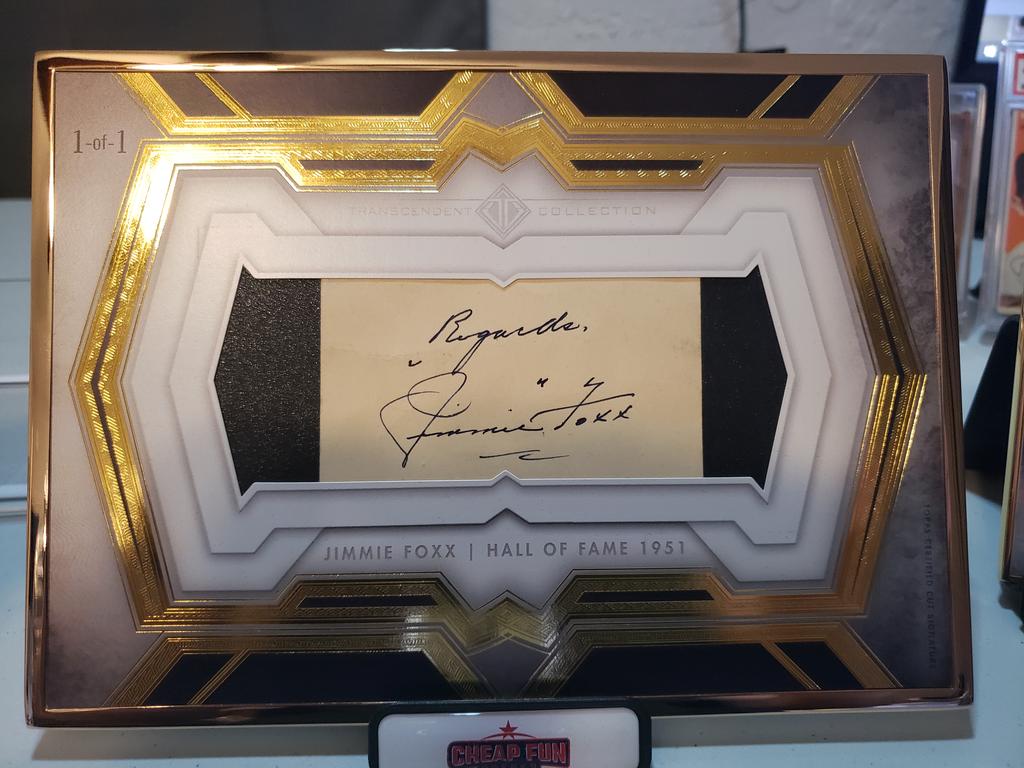 1-of-1
TRANSCENDENT COLLECTION
Regards,
"Jimmie" Foxx
JIMMIE FOXX | HALL OF FAME 1951
TOPPS CERTIFIED CUT SIGNATURE
CHEAP FUN